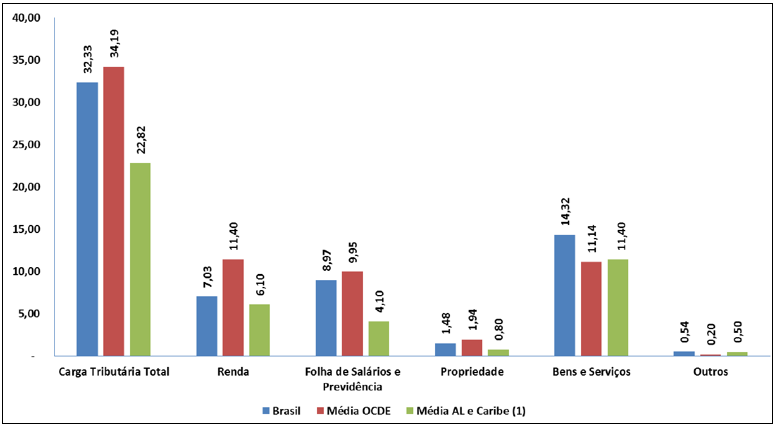 40,00
35,00
30,00
25,00
20,00
15,00
10,00
5,00
-
32,33
34,19
22,82
7,03
11,40
6,10
8,97
9,95
4,10
1,48
1,94
0,80
14,32
11,14
11,40
0,54
0,20
0,50
Carga Tributária Total
Renda
Folha de Salários e
Previdência
Propriedade
Bens e Serviços
Outros
Brasil
Média OCDE
Média AL e Caribe (1)